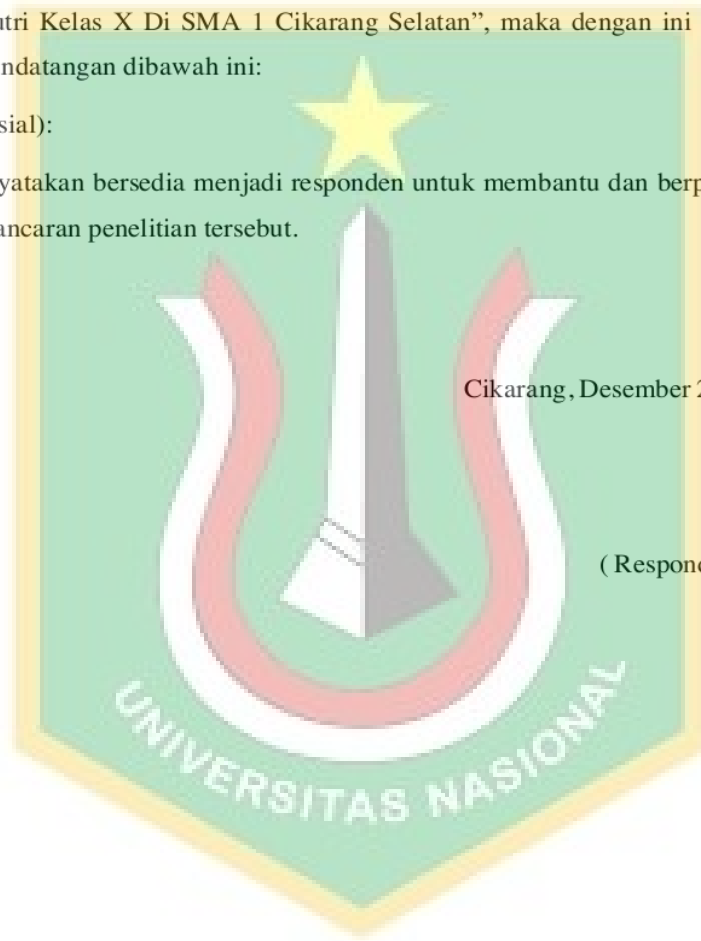 utri Kelas X Di SMA 1 Cikarang Selatan”, maka dengan ini
ndatangan dibawah ini:
sial):
yatakan bersedia menjadi responden untuk membantu dan berp
ancaran penelitian tersebut.
Cikarang, Desember 2
( Respond
UNIVERSITAS NASIONAL